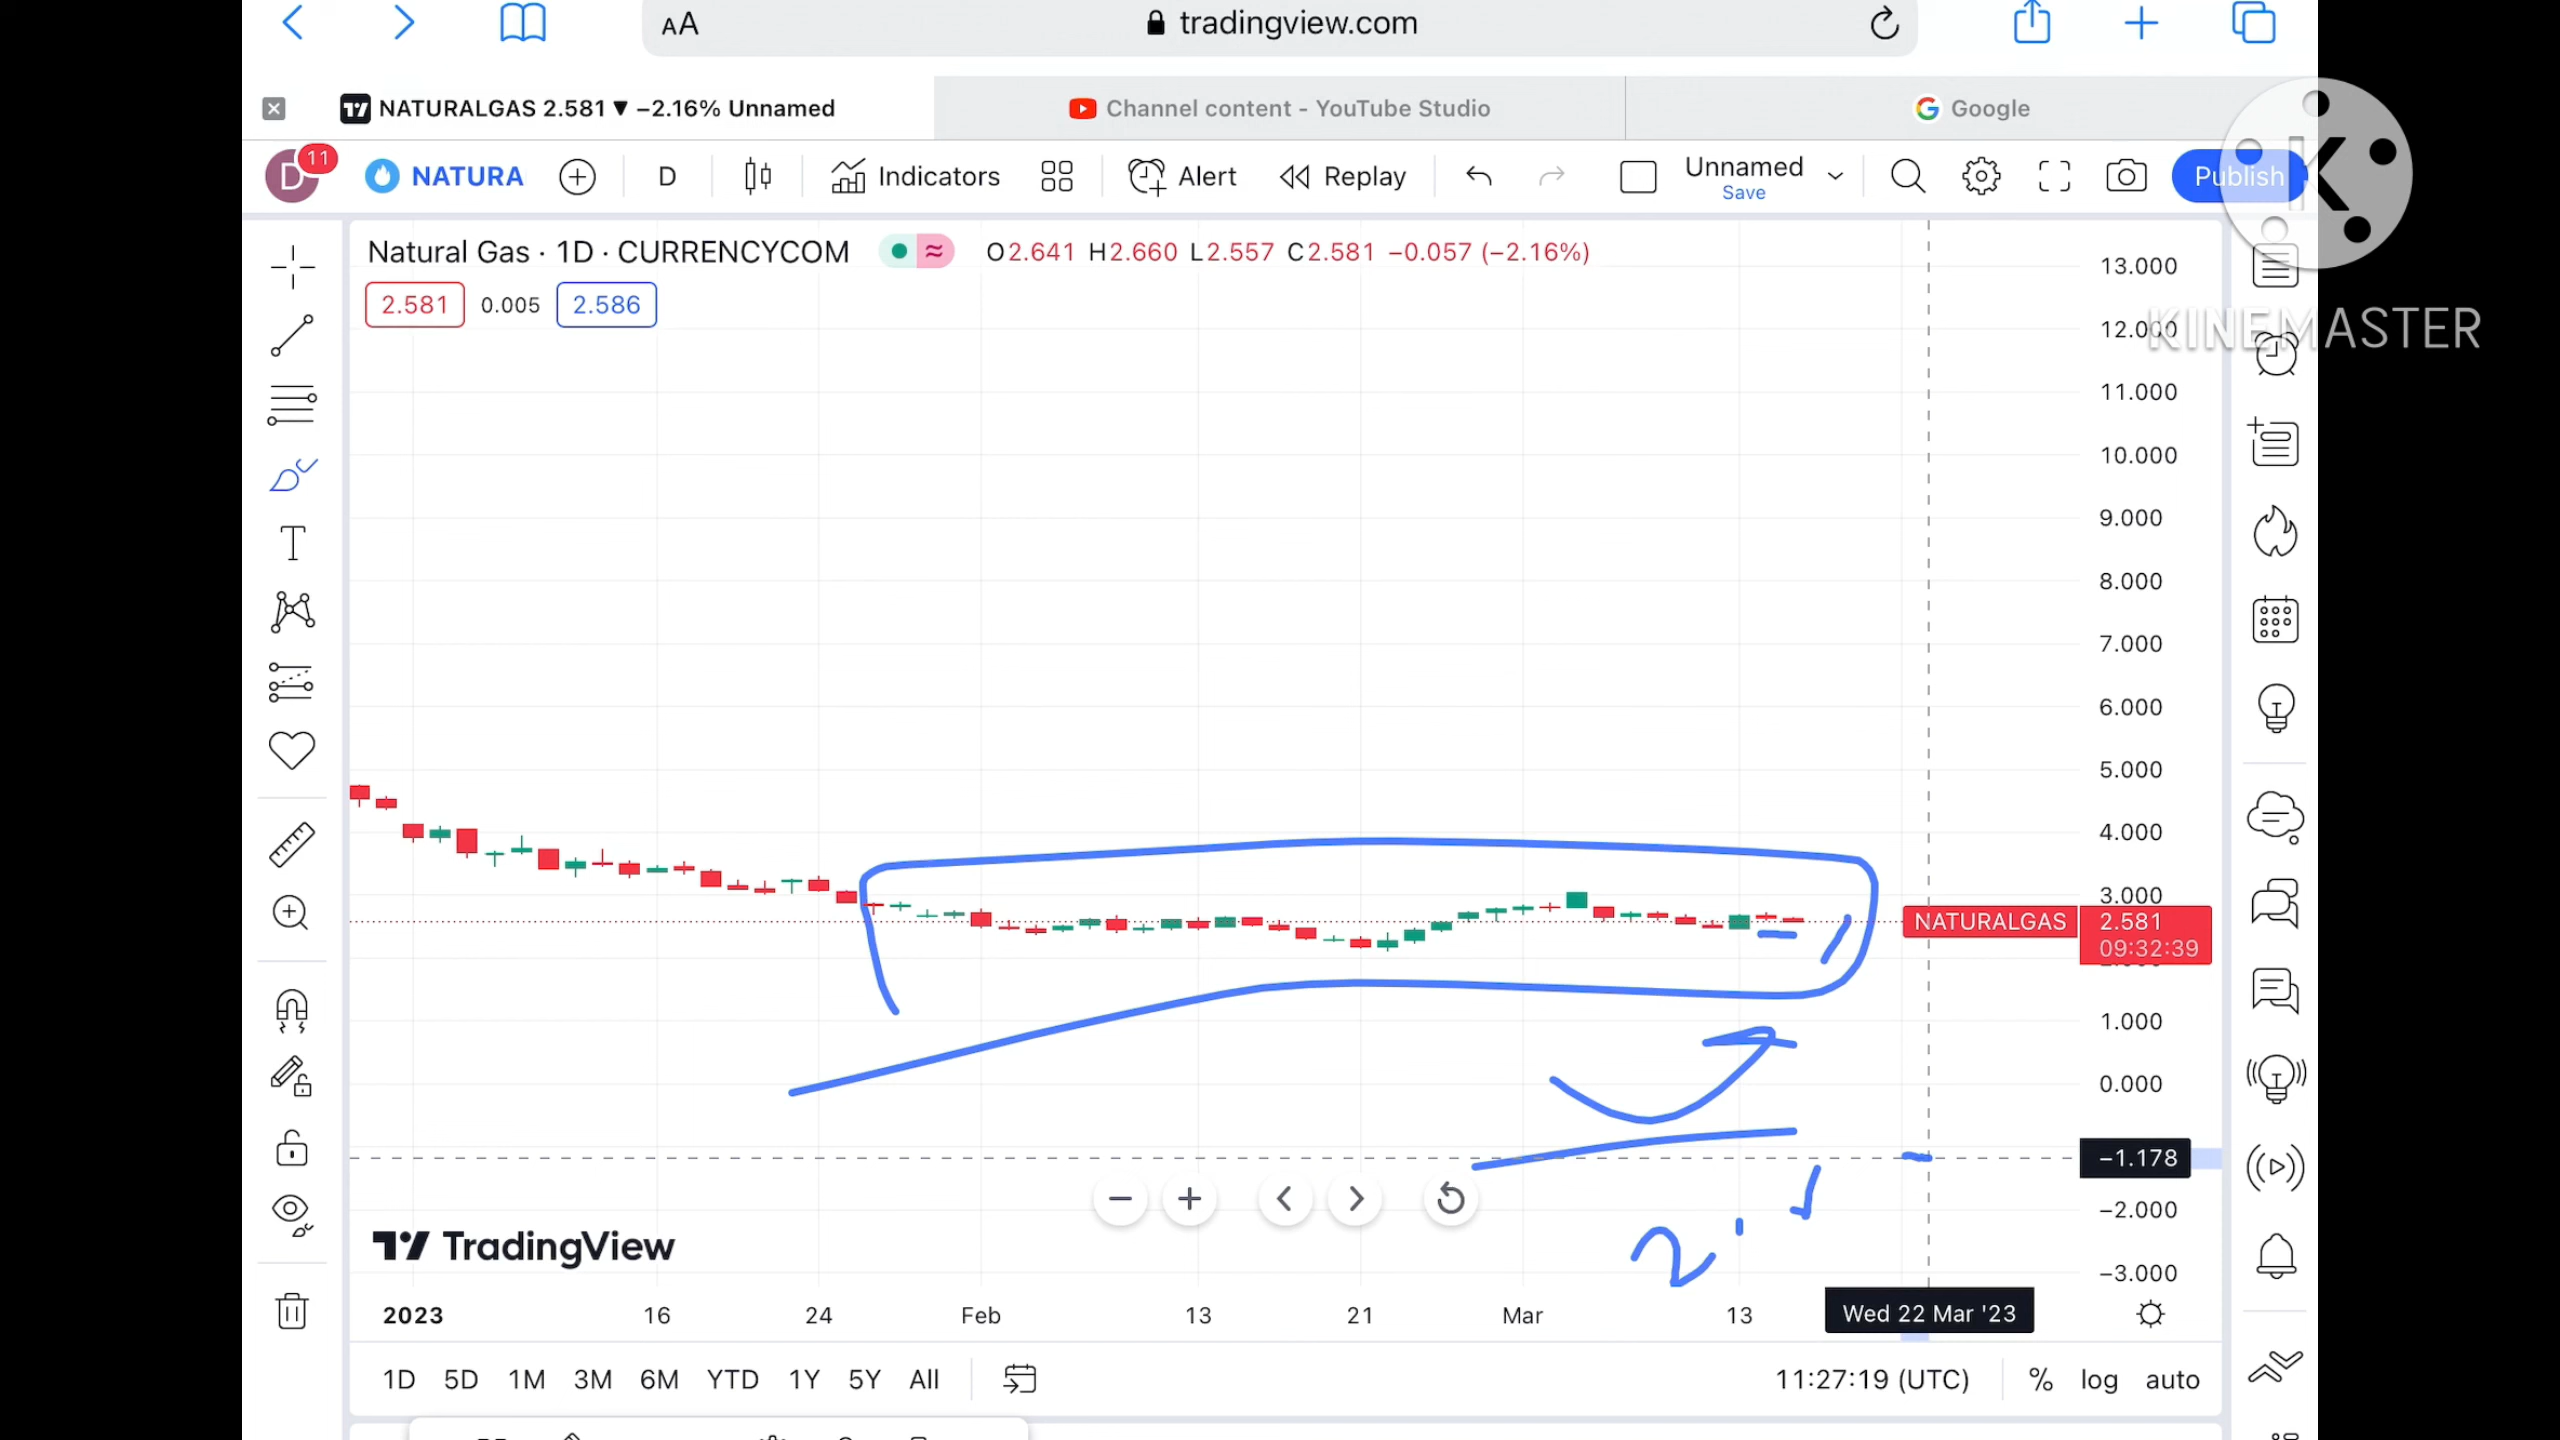 AA tradingview.com
NATURALGAS 2.581 ▼ −2.16% Unnamed Channel content - YouTube Studio Google
D 11 NATURA D Indicators Alert Replay Unnamed Save Publish
K
KINEMASTER
Natural Gas · 1D · CURRENCYCOM O2.641 H2.660 L2.557 C2.581 −0.057 (−2.16%)
2.581 0.005 2.586
13.000
12.000
11.000
10.000
9.000
8.000
7.000
6.000
5.000
4.000
3.000
NATURALGAS 2.581
09:32:39
1.000
0.000
−1.178
−2.000
−3.000
TradingView
2023 16 24 Feb 13 21 Mar 13 Wed 22 Mar '23
1D 5D 1M 3M 6M YTD 1Y 5Y All 11:27:19 (UTC) % log auto